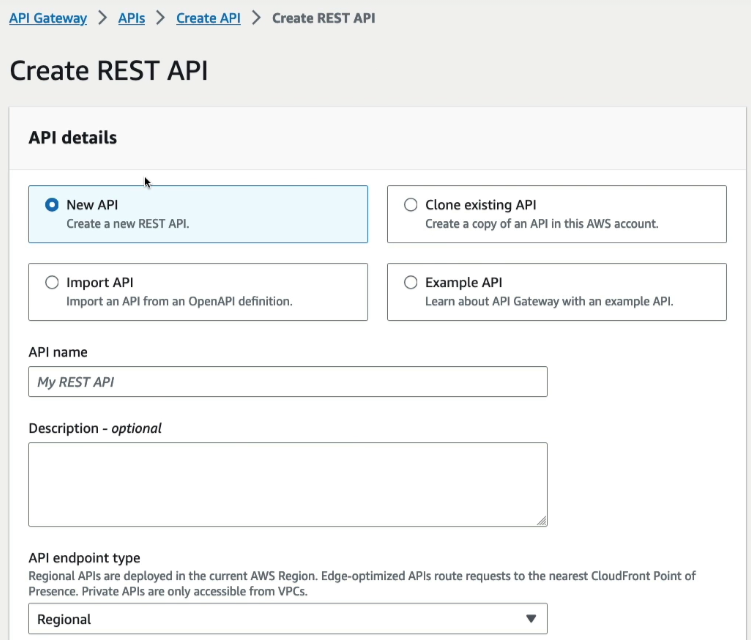 API Gateway > APIs > Create API > Create REST API
Create REST API
API details
New API
Create a new REST API.
Clone existing API
Create a copy of an API in this AWS account.
Import API
Import an API from an OpenAPI definition.
Example API
Learn about API Gateway with an example API.
API name
My REST API
Description - optional
API endpoint type
Regional APIs are deployed in the current AWS Region. Edge-optimized APIs route requests to the nearest CloudFront Point of
Presence. Private APIs are only accessible from VPCs.
Regional